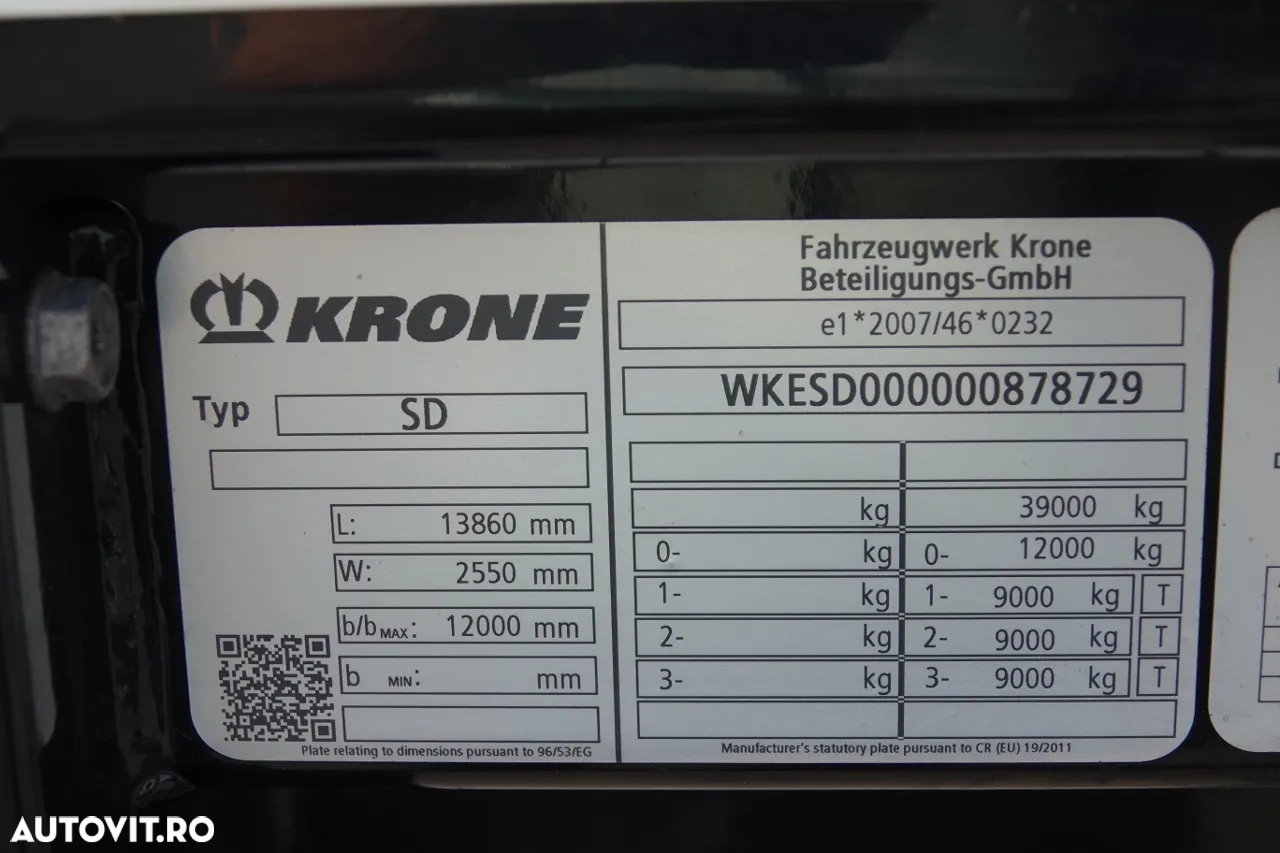 KRONE
Typ SD
L: 13860 mm
W: 2550 mm
b/b MAX: 12000 mm
b MIN: mm
Plate relating to dimensions pursuant to 96/53/EG
Fahrzeugwerk Krone
Beteiligungs-GmbH
e1*2007/46*0232
WKESD000000878729
kg 39000 kg
0- kg 0- 12000 kg
1- kg 1- 9000 kg T
2- kg 2- 9000 kg T
3- kg 3- 9000 kg T
Manufacturer's statutory plate pursuant to CR (EU) 19/2011
AUTOVIT.RO